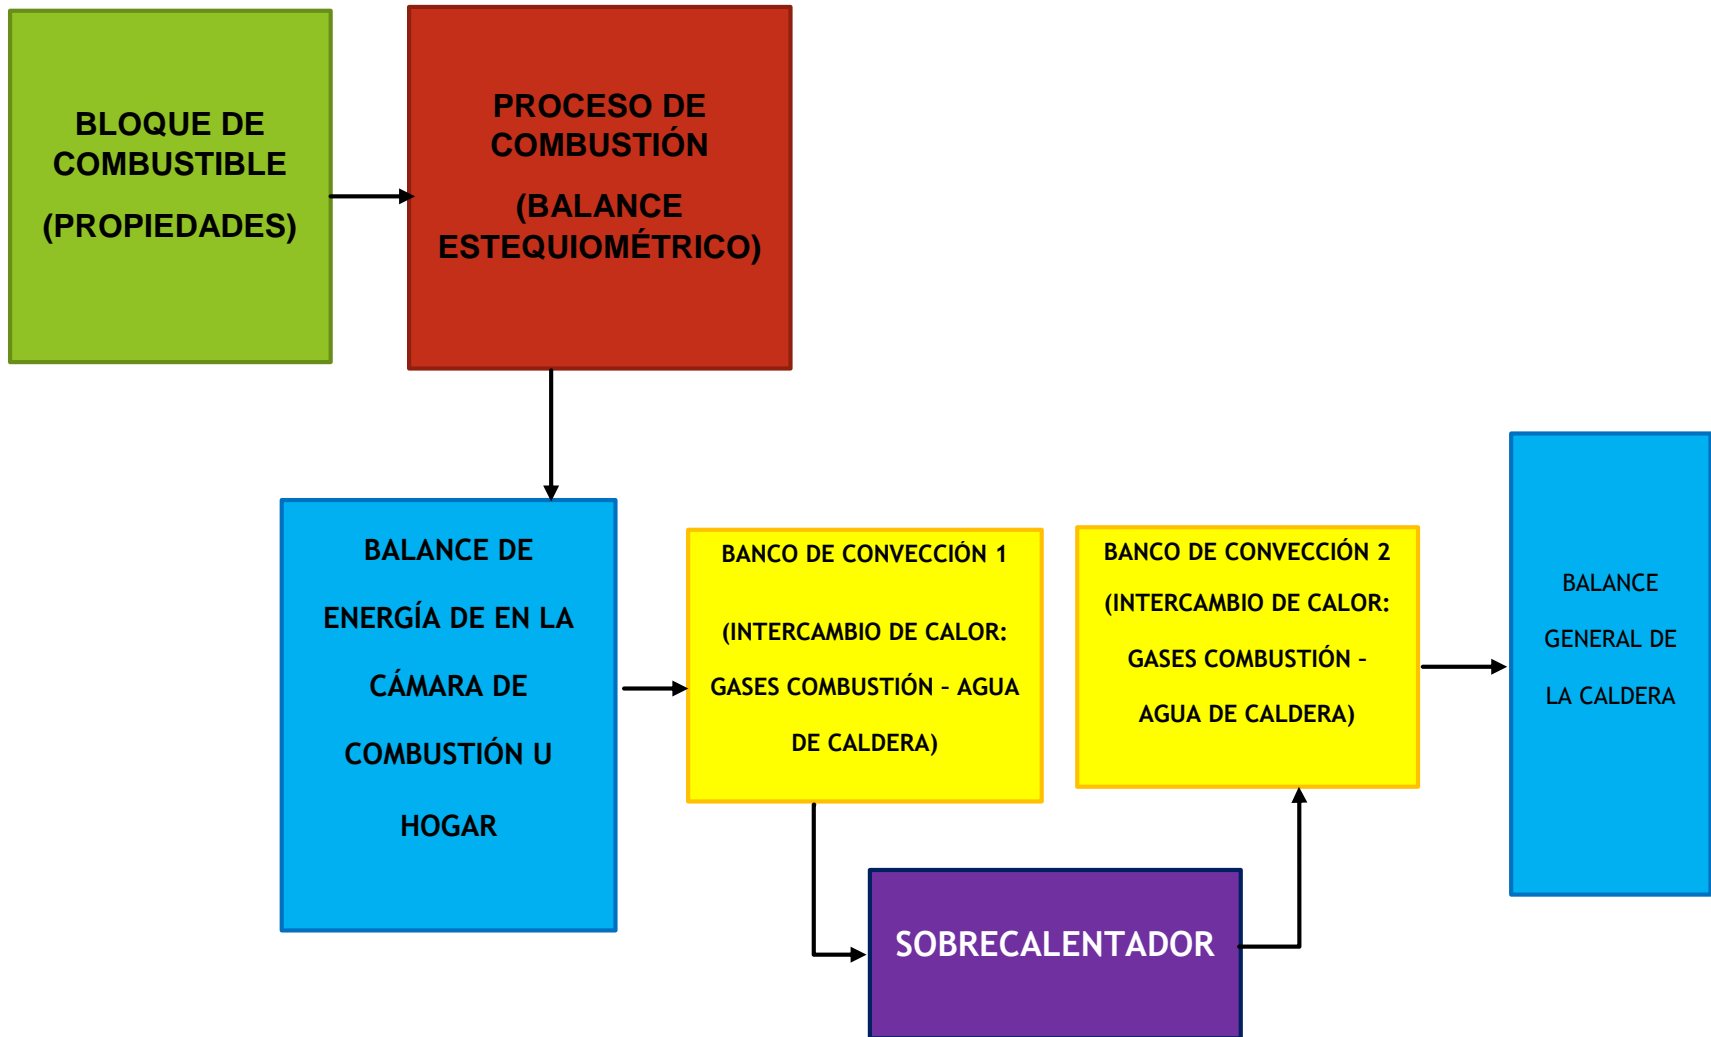 BLOQUE DE
COMBUSTIBLE
(PROPIEDADES)
PROCESO DE
COMBUSTIÓN
(BALANCE
ESTEQUIOMÉTRICO)
BALANCE DE
ENERGÍA DE EN LA
CÁMARA DE
COMBUSTIÓN U
HOGAR
BANCO DE CONVECCIÓN 1
(INTERCAMBIO DE CALOR:
GASES COMBUSTIÓN – AGUA
DE CALDERA)
SOBRECALENTADOR
BANCO DE CONVECCIÓN 2
(INTERCAMBIO DE CALOR:
GASES COMBUSTIÓN –
AGUA DE CALDERA)
BALANCE
GENERAL DE
LA CALDERA